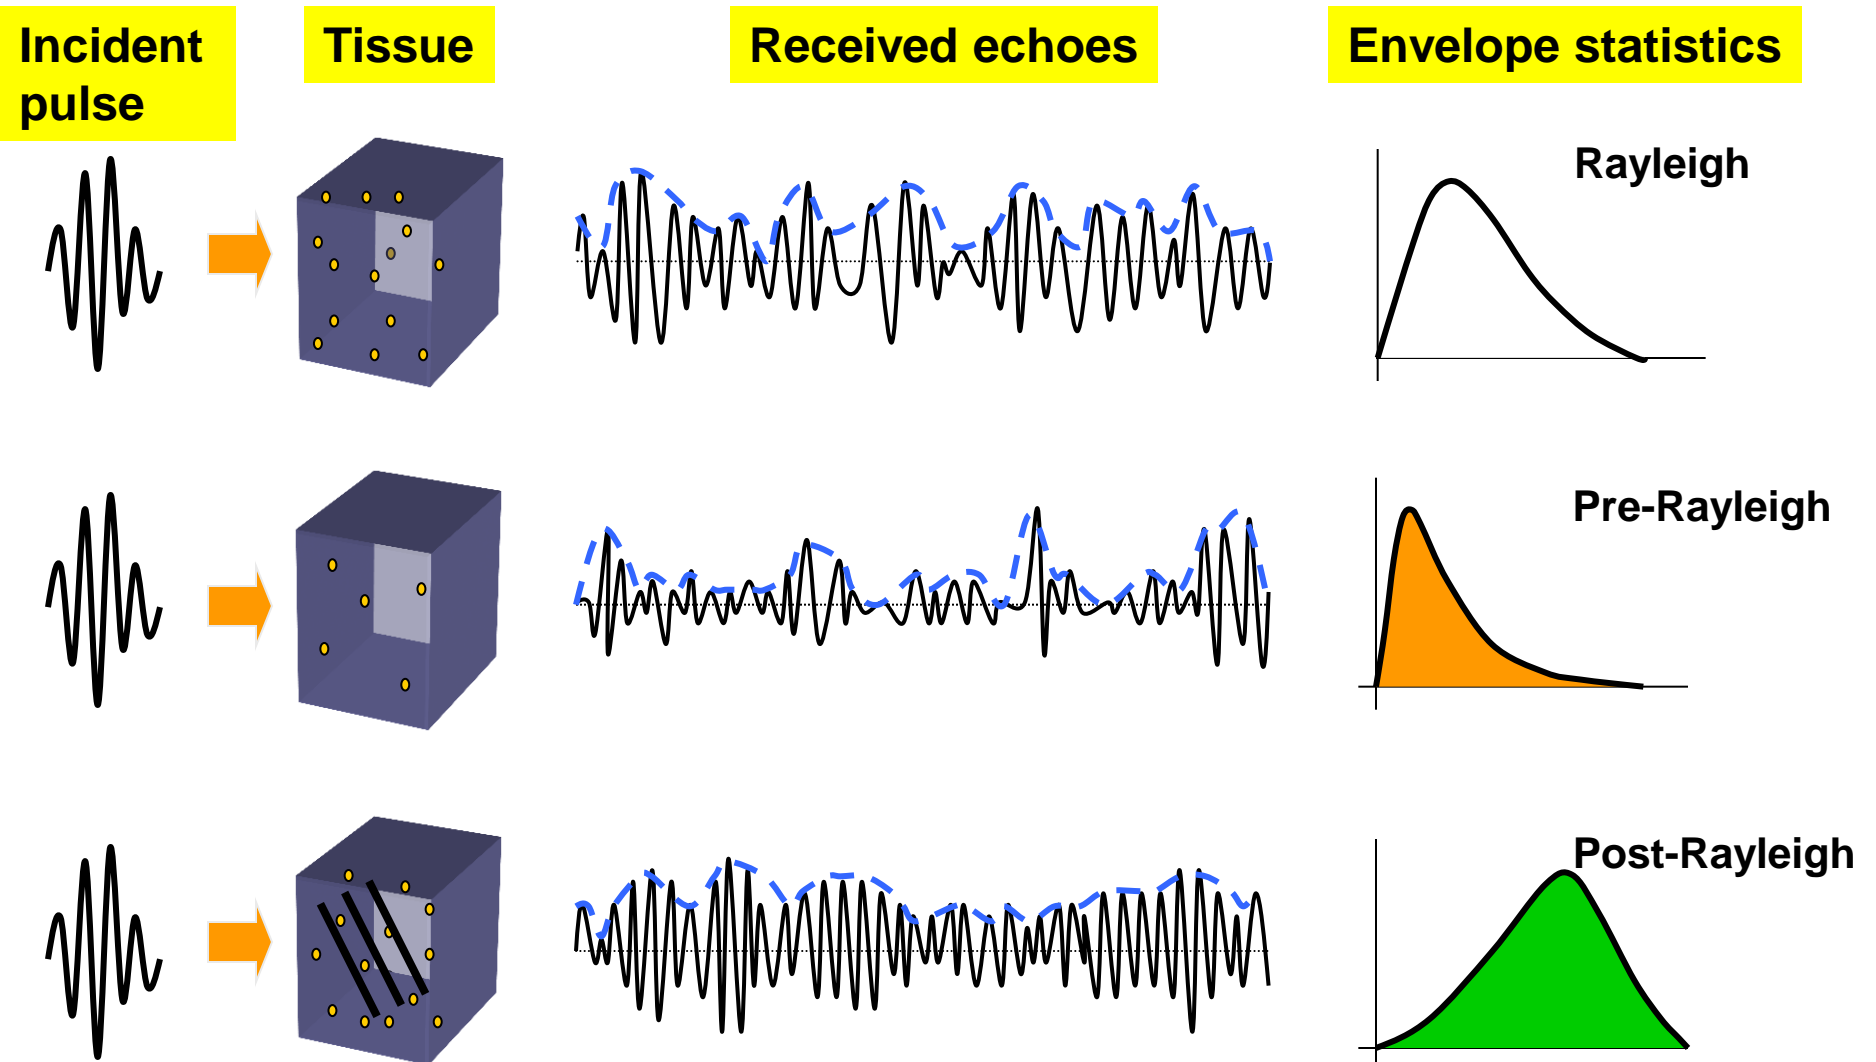 Incident
pulse
Tissue
Received echoes
Envelope statistics
Rayleigh
Pre-Rayleigh
Post-Rayleigh